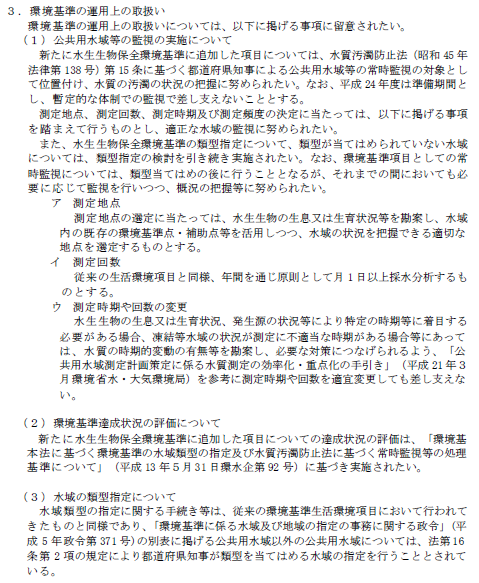 ３．環境基準の運用上の取扱い
環境基準の運用上の取扱いについては、以下に掲げる事項に留意されたい。
（１）公共用水域等の監視の実施について
新たに水生生物保全環境基準に追加した項目については、水質汚濁防止法（昭和 45 年
法律第 138 号）第 15 条に基づく都道府県知事による公共用水域等の常時監視の対象とし
て位置付け、水質の汚濁の状況の把握に努められたい。なお、平成 24 年度は準備期間と
し、暫定的な体制での監視で差し支えないこととする。
測定地点、測定回数、測定時期及び測定頻度の決定に当たっては、以下に掲げる事項
を踏まえて行うものとし、適正な水域の監視に努められたい。
また、水生生物保全環境基準の類型指定について、類型が当てはめられていない水域
については、類型指定の検討を引き続き実施されたい。なお、環境基準項目としての常
時監視については、類型当てはめの後に行うこととなるが、それまでの間においても必
要に応じて監視を行いつつ、概況の把握等に努められたい。
ア　測定地点
測定地点の選定に当たっては、水生生物の生息又は生育状況等を勘案し、水域
内の既存の環境基準点・補助点等を活用しつつ、水域の状況を把握できる適切な
地点を選定するものとする。
イ　測定回数
従来の生活環境項目と同様、年間を通じ原則として月 1 日以上採水分析するも
のとする。
ウ　測定時期や回数の変更
水生生物の生息又は生育状況、発生源の状況等により特定の時期等に着目する
必要がある場合、凍結等水域の状況が測定に不適当な時期がある場合等にあって
は、水質の時期的変動の有無等を勘案し、必要な対策につなげられるよう、「公
共用水域測定計画策定に係る水質測定の効率化・重点化の手引き」（平成 21 年３
月環境省水・大気環境局）を参考に測定時期や回数を適宜変更しても差し支えな
い。
（２）環境基準達成状況の評価について
新たに水生生物保全環境基準に追加した項目についての達成状況の評価は、「環境基
本法に基づく環境基準の水域類型の指定及び水質汚濁防止法に基づく常時監視等の処理
基準について」（平成 13 年５月 31 日環水企第 92 号）に基づき実施されたい。
（３）水域の類型指定について
水域類型の指定に関する手続き等は、従来の環境基準生活環境項目において行われて
きたものと同様であり、「環境基準に係る水域及び地域の指定の事務に関する政令」（平
成 5 年政令第 371 号）の別表に掲げる公共用水域以外の公共用水域については、法第 16
条第 2 項の規定により都道府県知事が類型を当てはめる水域の指定を行うこととされて
いる。